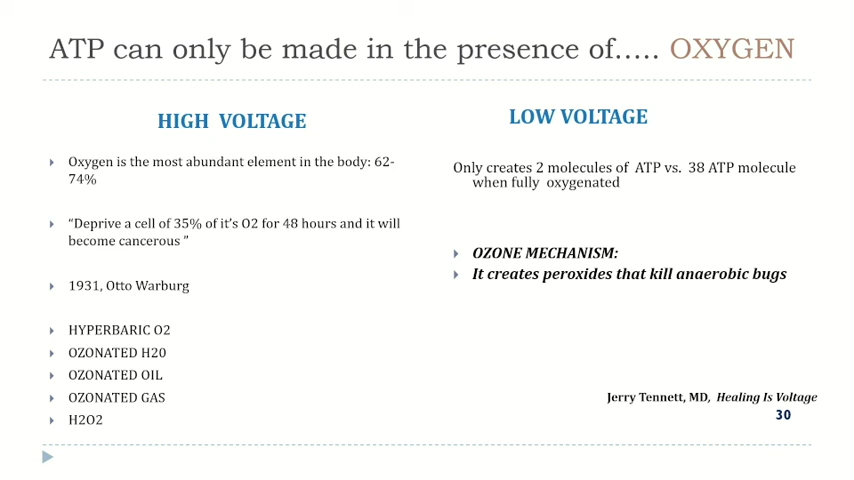 ATP can only be made in the presence of..... OXYGEN
HIGH VOLTAGE
Oxygen is the most abundant element in the body: 62-
74%
“Deprive a cell of 35% of it’s O2 for 48 hours and it will
become cancerous ”
1931, Otto Warburg
HYPERBARIC O2
OZONATED H20
OZONATED OIL
OZONATED GAS
H2O2
LOW VOLTAGE
Only creates 2 molecules of ATP vs. 38 ATP molecule
when fully oxygenated
OZONE MECHANISM:
It creates peroxides that kill anaerobic bugs
Jerry Tennett, MD, Healing Is Voltage
30